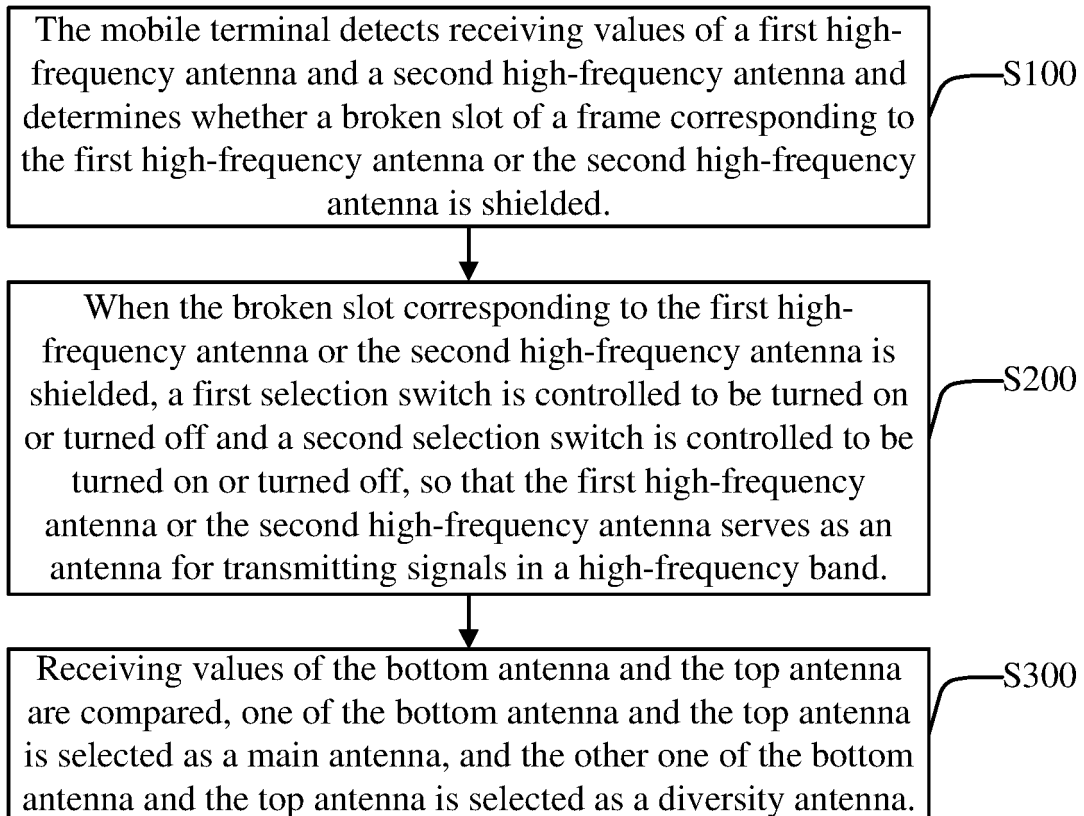 The mobile terminal detects receiving values of a first high-
frequency antenna and a second high-frequency antenna and
determines whether a broken slot of a frame corresponding to
the first high-frequency antenna or the second high-frequency
antenna is shielded.
S100
When the broken slot corresponding to the first high-
frequency antenna or the second high-frequency antenna is
shielded, a first selection switch is controlled to be turned on
or turned off and a second selection switch is controlled to be
turned on or turned off, so that the first high-frequency
antenna or the second high-frequency antenna serves as an
antenna for transmitting signals in a high-frequency band.
S200
Receiving values of the bottom antenna and the top antenna
are compared, one of the bottom antenna and the top antenna
is selected as a main antenna, and the other one of the bottom
antenna and the top antenna is selected as a diversity antenna.
S300